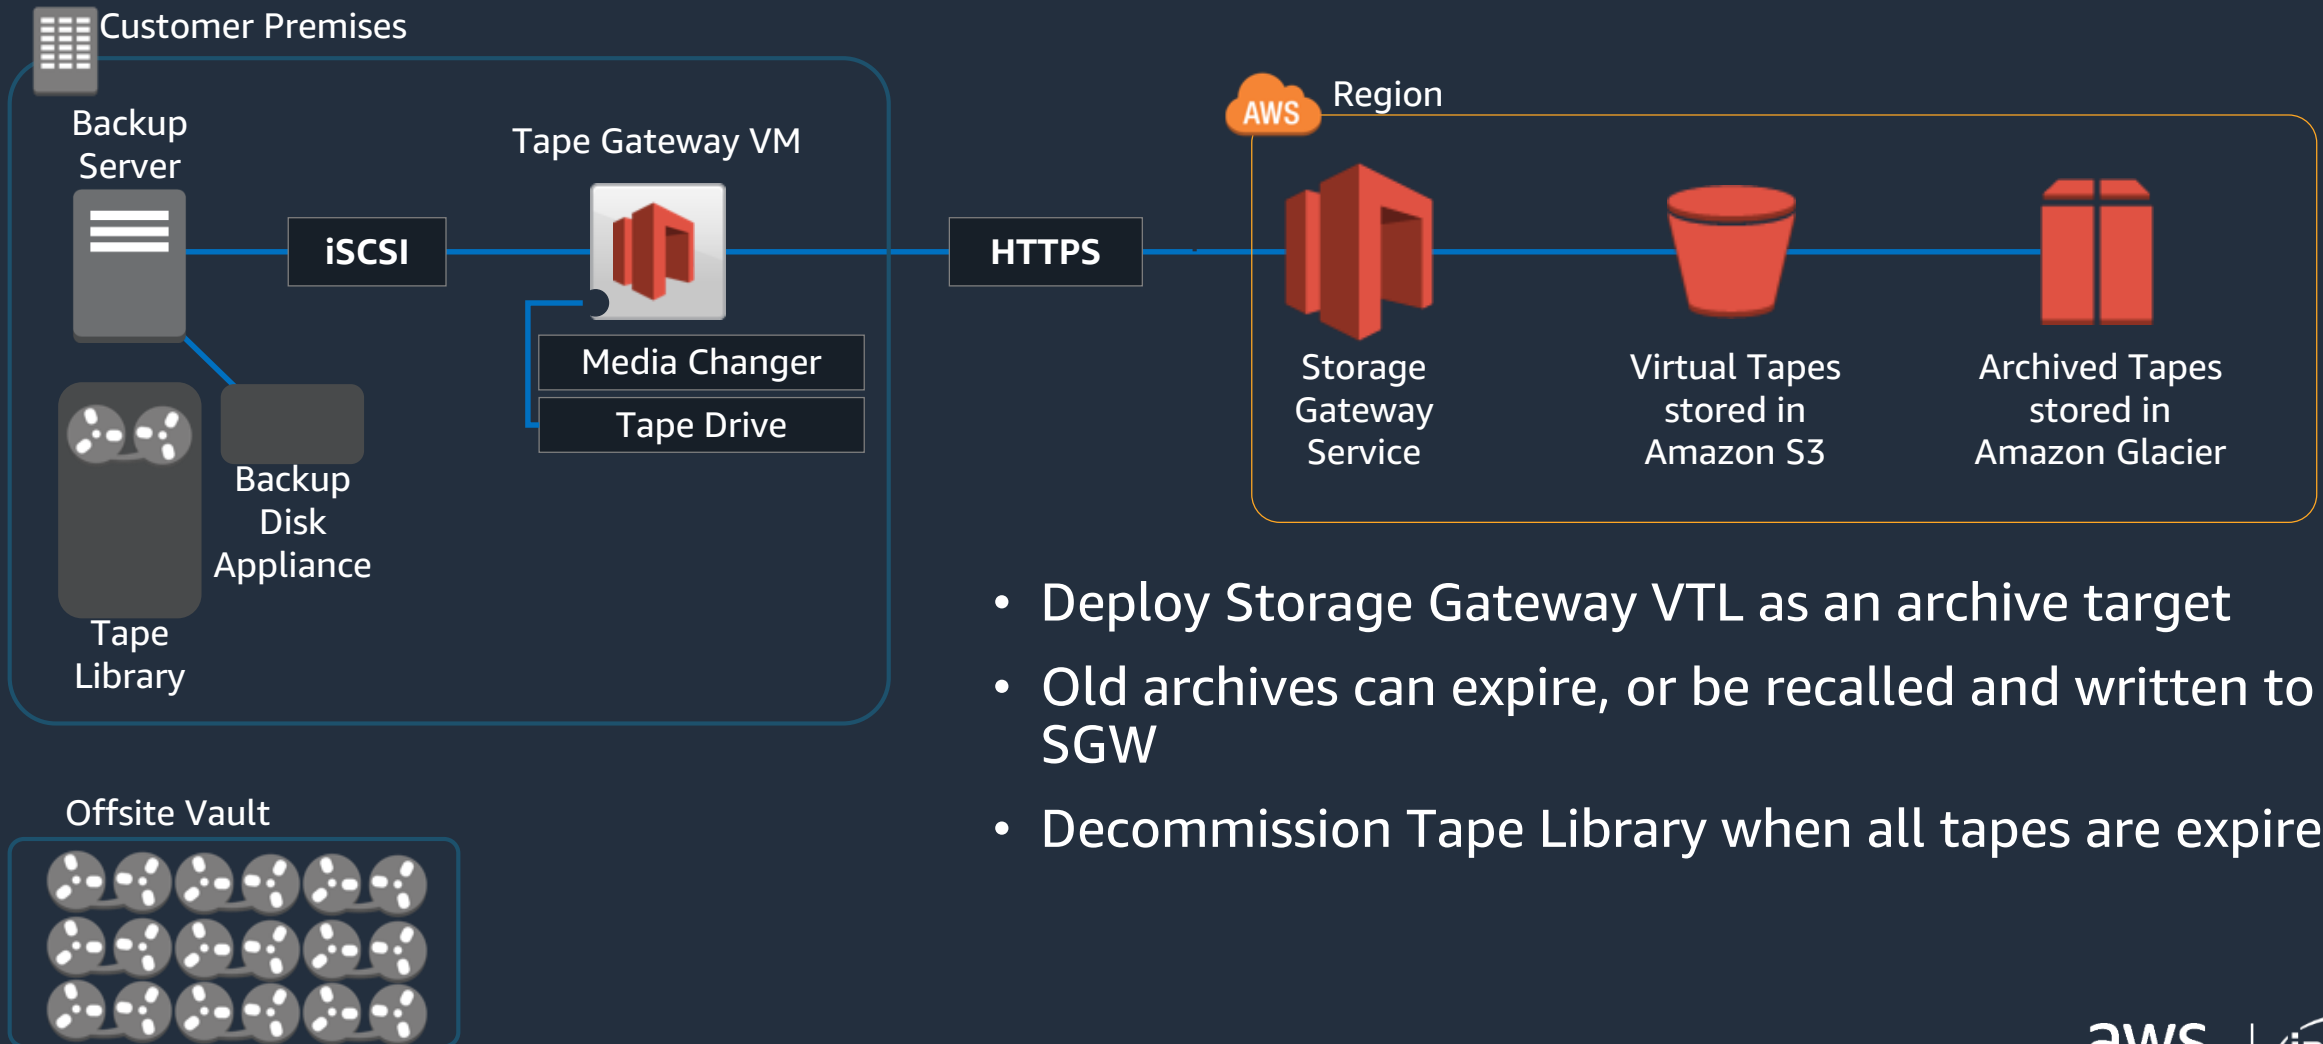 Customer Premises
Backup
Server
Tape Gateway VM
iSCSI
Media Changer
Tape Drive
Backup
Disk
Appliance
Tape
Library
HTTPS
AWS
Region
Storage
Gateway
Service
Virtual Tapes
stored in
Amazon S3
Archived Tapes
stored in
Amazon Glacier
• Deploy Storage Gateway VTL as an archive target
• Old archives can expire, or be recalled and written to
SGW
• Decommission Tape Library when all tapes are expire
Offsite Vault
aws